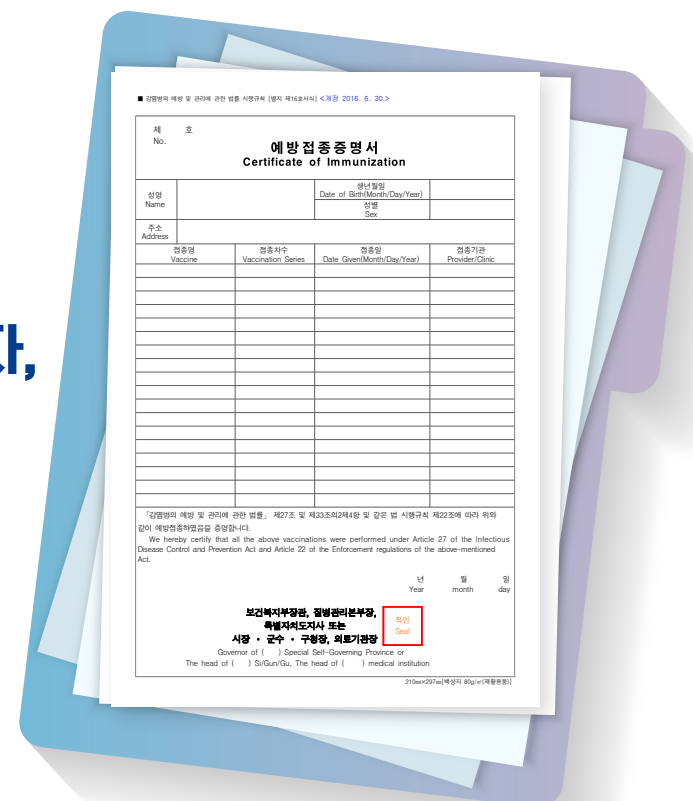 자,
■ 감염병의 예방 및 관리에 관한 법률 시행규칙 [별지 제16호서식] <개정 2016. 6. 30.>
제 호
No.
예방접종증명서
Certificate of Immunization
성명
Name
생년월일
Date of Birth(Month/Day/Year)
성별
Sex
주소
Address
접종명 접종차수 접종일 접종기관
Vaccine Vaccination Series Date Given(Month/Day/Year) Provider/Clinic
「감염병의 예방 및 관리에 관한 법률」 제27조 및 제33조의2제4항 및 같은 법 시행규칙 제22조에 따라 위와
같이 예방접종하였음을 증명합니다.
We hereby certify that all the above vaccinations were performed under Article 27 of the Infectious
Disease Control and Prevention Act and Article 22 of the Enforcement regulations of the above-mentioned
Act.
년 월 일
Year month day
보건복지부장관, 질병관리본부장,
특별자치도지사 또는
시장 · 군수 · 구청장, 의료기관장
직인
Seal
Governor of ( ) Special Self-Governing Province or
The head of ( ) Si/Gun/Gu, The head of ( ) medical institution
210㎜×297㎜[백상지 80g/㎡(재활용품)]